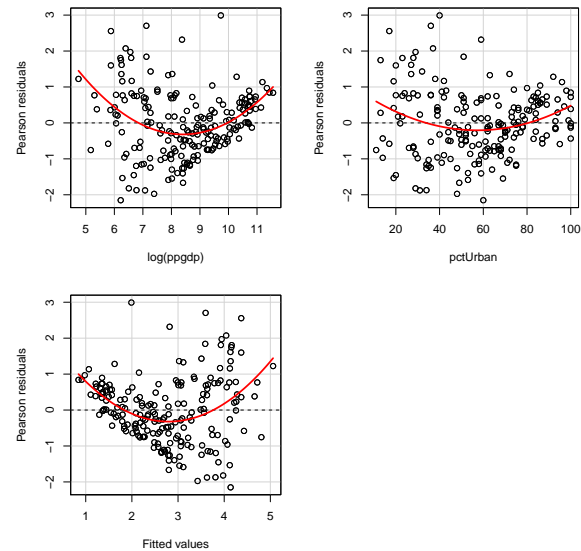 Pearson residuals
3
2
1
0
−1
−2
5 6 7 8 9 10 11
log(ppgdp)
Pearson residuals
3
2
1
0
−1
−2
20 40 60 80 100
pctUrban
Pearson residuals
3
2
1
0
−1
−2
1 2 3 4 5
Fitted values